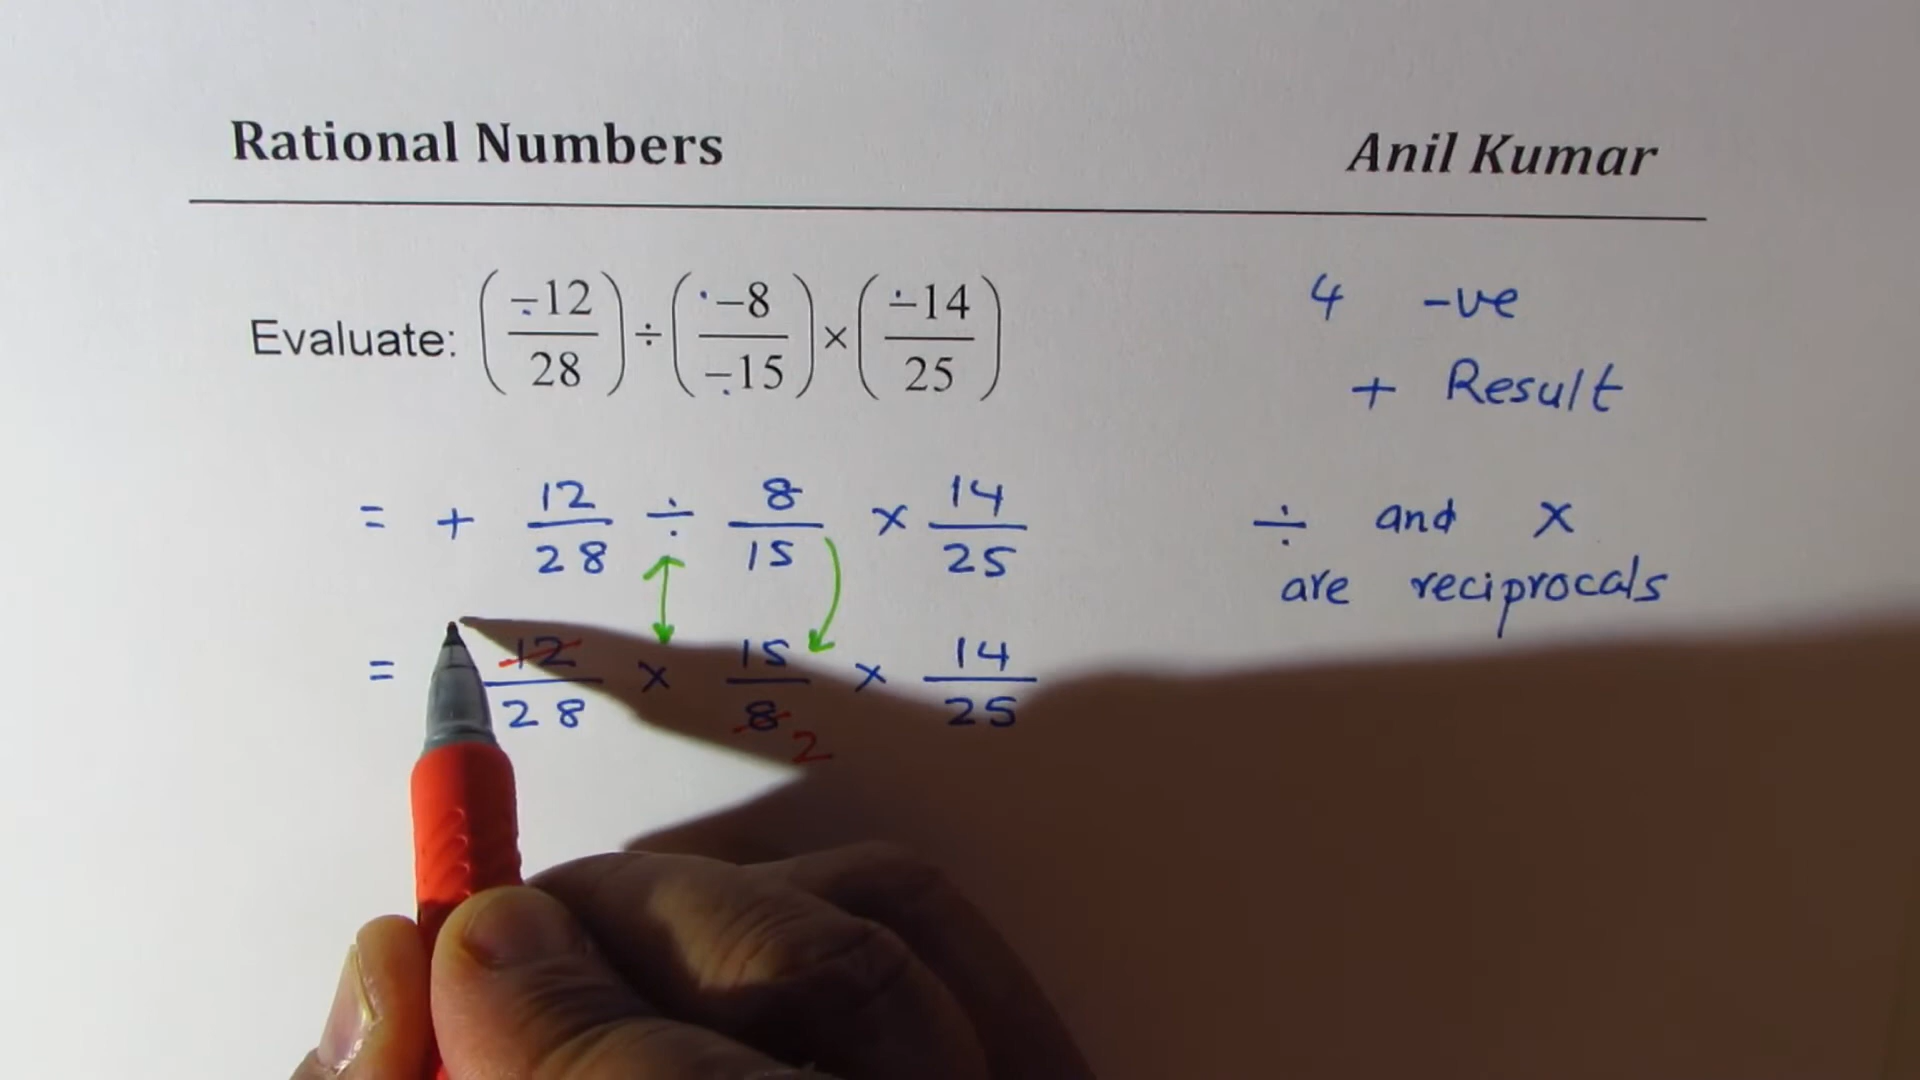 Rational Numbers Anil Kumar
Evaluate: (-12/28) ÷ (-8/-15) × (-14/25)
4 -ve
+ Result
= + 12/28 ÷ 8/15 × 14/25
÷ and ×
are reciprocals
= 12/28 × 15/8 × 14/25
2